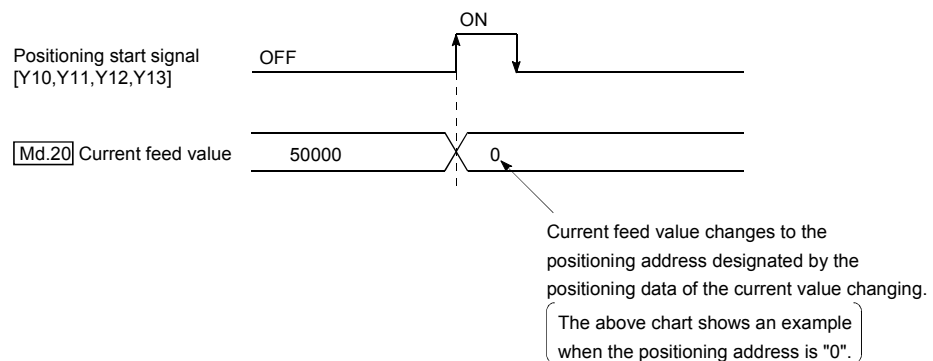 ON
Positioning start signal
[Y10,Y11,Y12,Y13]
OFF
Md.20 Current feed value
50000
0
Current feed value changes to the
positioning address designated by the
positioning data of the current value changing.
The above chart shows an example
when the positioning address is "0".